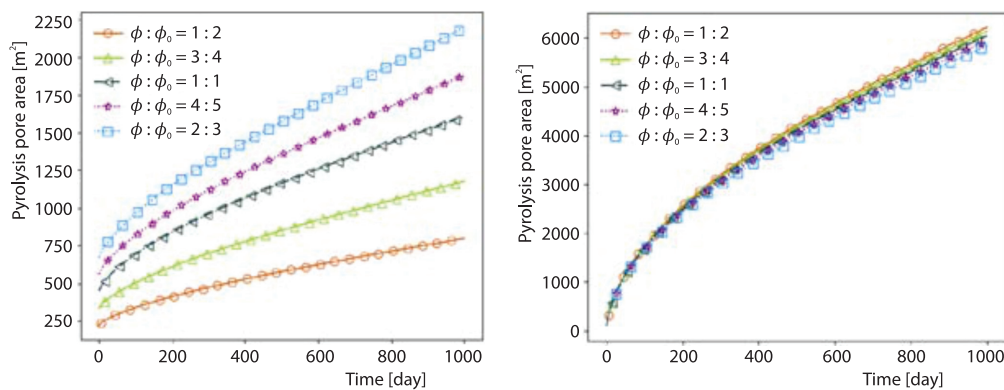 Pyrolysis pore area [m²]
2250
2000
1750
1500
1250
1000
750
500
250
ϕ : ϕ₀ = 1 : 2
ϕ : ϕ₀ = 3 : 4
ϕ : ϕ₀ = 1 : 1
ϕ : ϕ₀ = 4 : 5
ϕ : ϕ₀ = 2 : 3
0 200 400 600 800 1000
Time [day]
Pyrolysis pore area [m²]
6000
5000
4000
3000
2000
1000
0
ϕ : ϕ₀ = 1 : 2
ϕ : ϕ₀ = 3 : 4
ϕ : ϕ₀ = 1 : 1
ϕ : ϕ₀ = 4 : 5
ϕ : ϕ₀ = 2 : 3
0 200 400 600 800 1000
Time [day]